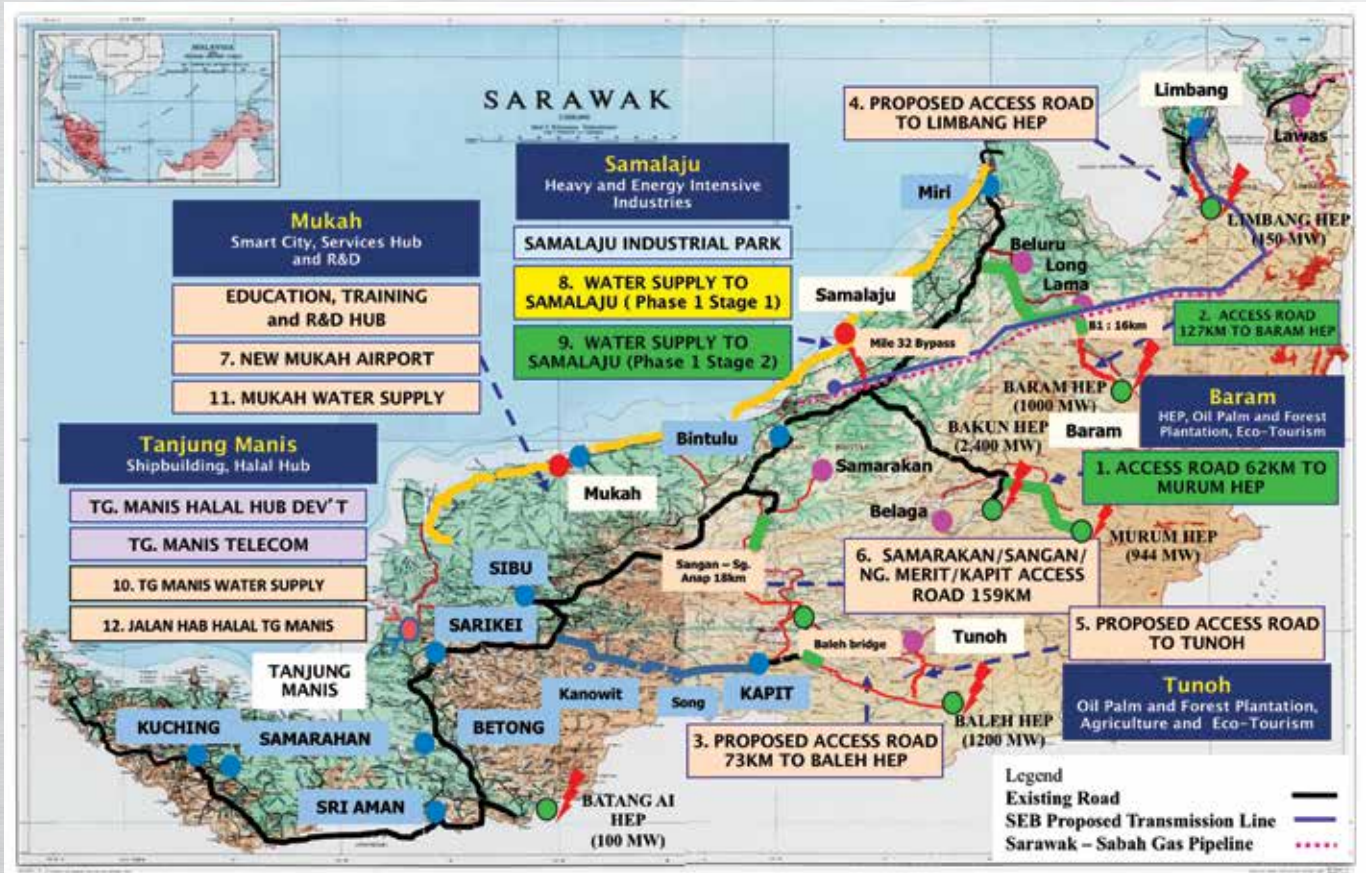 MALAYSIA
SARAWAK
4. PROPOSED ACCESS ROAD
TO LIMBANG HEP
Limbang
Lawas
LIMBANG HEP
(150 MW)
Samalaju
Heavy and Energy Intensive
Industries
SAMALAJU INDUSTRIAL PARK
8. WATER SUPPLY TO
SAMALAJU ( Phase 1 Stage 1)
9. WATER SUPPLY TO
SAMALAJU (Phase 1 Stage 2)
Mukah
Smart City, Services Hub
and R&D
EDUCATION, TRAINING
and R&D HUB
7. NEW MUKAH AIRPORT
11. MUKAH WATER SUPPLY
Tanjung Manis
Shipbuilding, Halal Hub
TG. MANIS HALAL HUB DEV'T
TG. MANIS TELECOM
10. TG MANIS WATER SUPPLY
12. JALAN HAB HALAL TG MANIS
Miri
Beluru
Long
Lama
Samalaju
Mile 32 Bypass
B1 : 16km
2. ACCESS ROAD
127KM TO BARAM HEP
BARAM HEP
(1000 MW)
Baram
HEP, Oil Palm and Forest
Plantation, Eco-Tourism
BAKUN HEP
(2,400 MW)
Baram
1. ACCESS ROAD 62KM TO
MURUM HEP
Bintulu
Samarakan
Mukah
Belaga
MURUM HEP
(944 MW)
SIBU
Sangan – Sg.
Anap 18km
6. SAMARAKAN/SANGAN/
NG. MERIT/KAPIT ACCESS
ROAD 159KM
SARIKEI
Baleh bridge
Tunoh
5. PROPOSED ACCESS ROAD
TO TUNOH
TANJUNG
MANIS
Kanowit
Song
KAPIT
Tunoh
Oil Palm and Forest Plantation,
Agriculture and Eco-Tourism
KUCHING
SAMARAHAN
BETONG
BALEH HEP
(1200 MW)
3. PROPOSED ACCESS ROAD
73KM TO BALEH HEP
SRI AMAN
BATANG AI
HEP
(100 MW)
Legend
Existing Road
SEB Proposed Transmission Line
Sarawak – Sabah Gas Pipeline